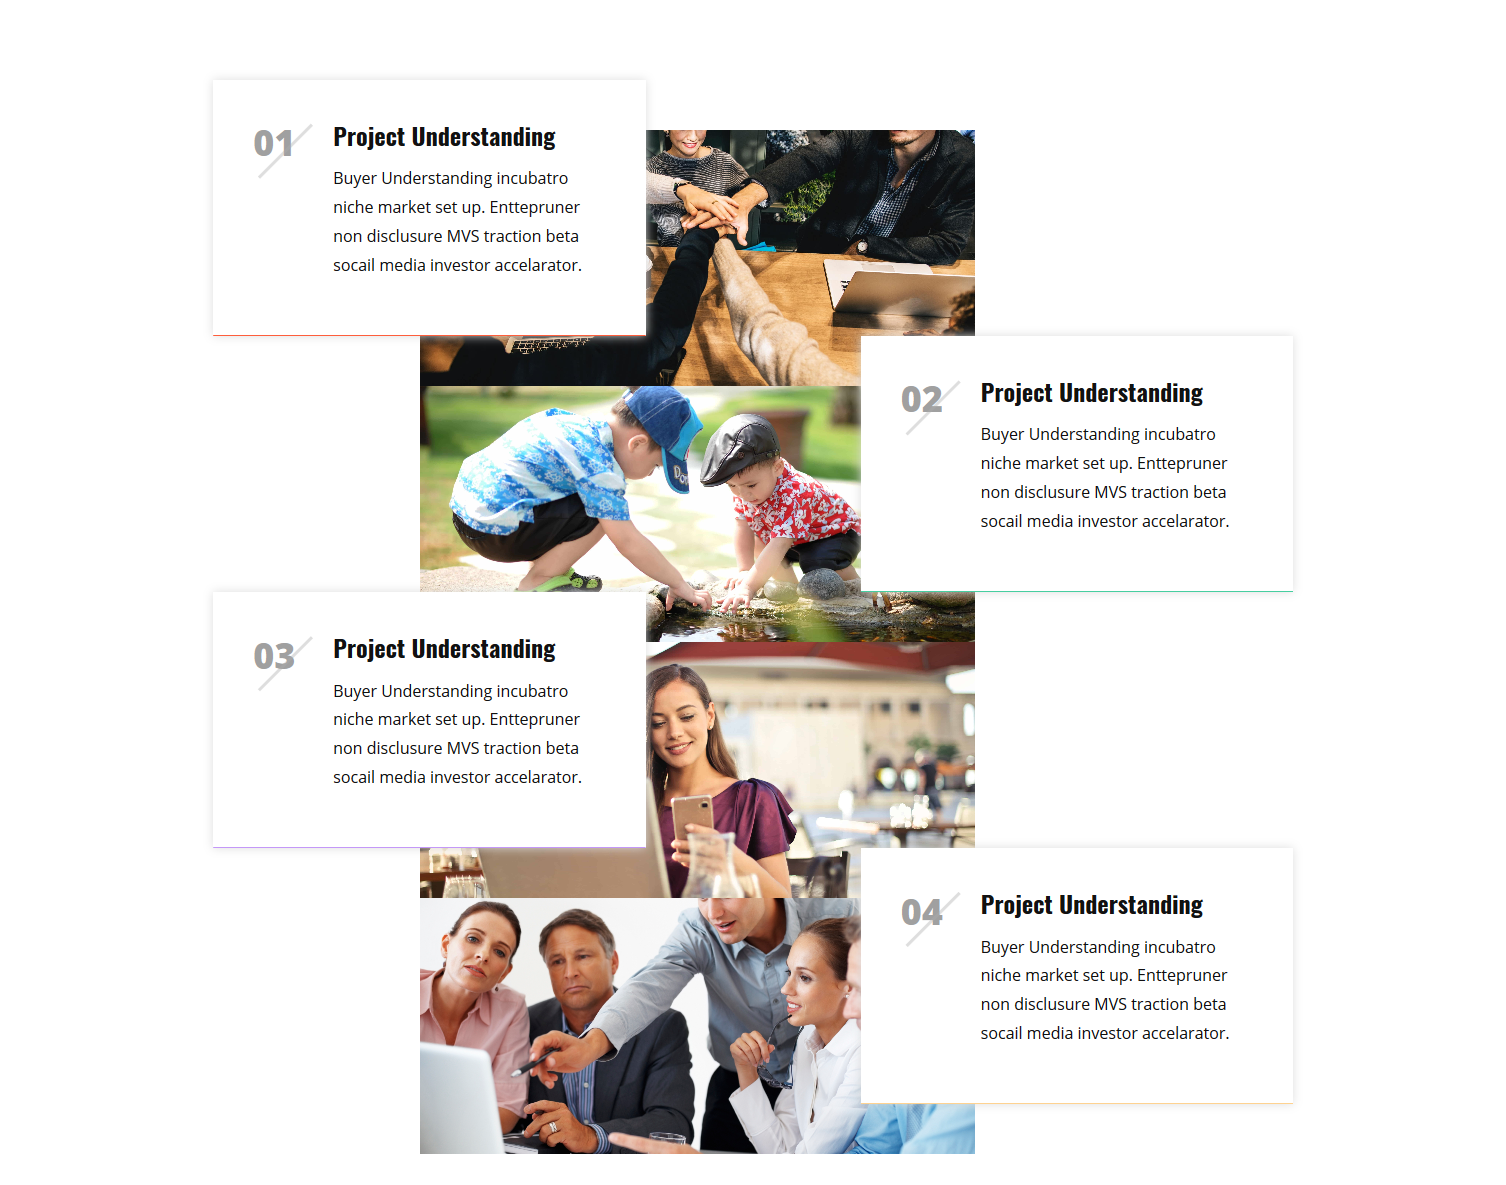 01
Project Understanding
Buyer Understanding incubatro
niche market set up. Enttepruner
non disclusure MVS traction beta
socail media investor accelarator.
02
Project Understanding
Buyer Understanding incubatro
niche market set up. Enttepruner
non disclusure MVS traction beta
socail media investor accelarator.
03
Project Understanding
Buyer Understanding incubatro
niche market set up. Enttepruner
non disclusure MVS traction beta
socail media investor accelarator.
04
Project Understanding
Buyer Understanding incubatro
niche market set up. Enttepruner
non disclusure MVS traction beta
socail media investor accelarator.